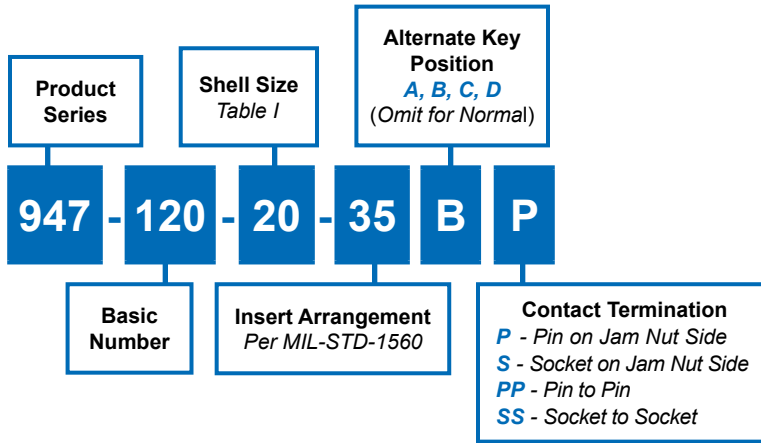 Alternate Key
Position
A, B, C, D
(Omit for Normal)
Shell Size
Table I
Product
Series
947 - 120 - 20 - 35 B P
Basic
Number
Insert Arrangement
Per MIL-STD-1560
Contact Termination
P - Pin on Jam Nut Side
S - Socket on Jam Nut Side
PP - Pin to Pin
SS - Socket to Socket